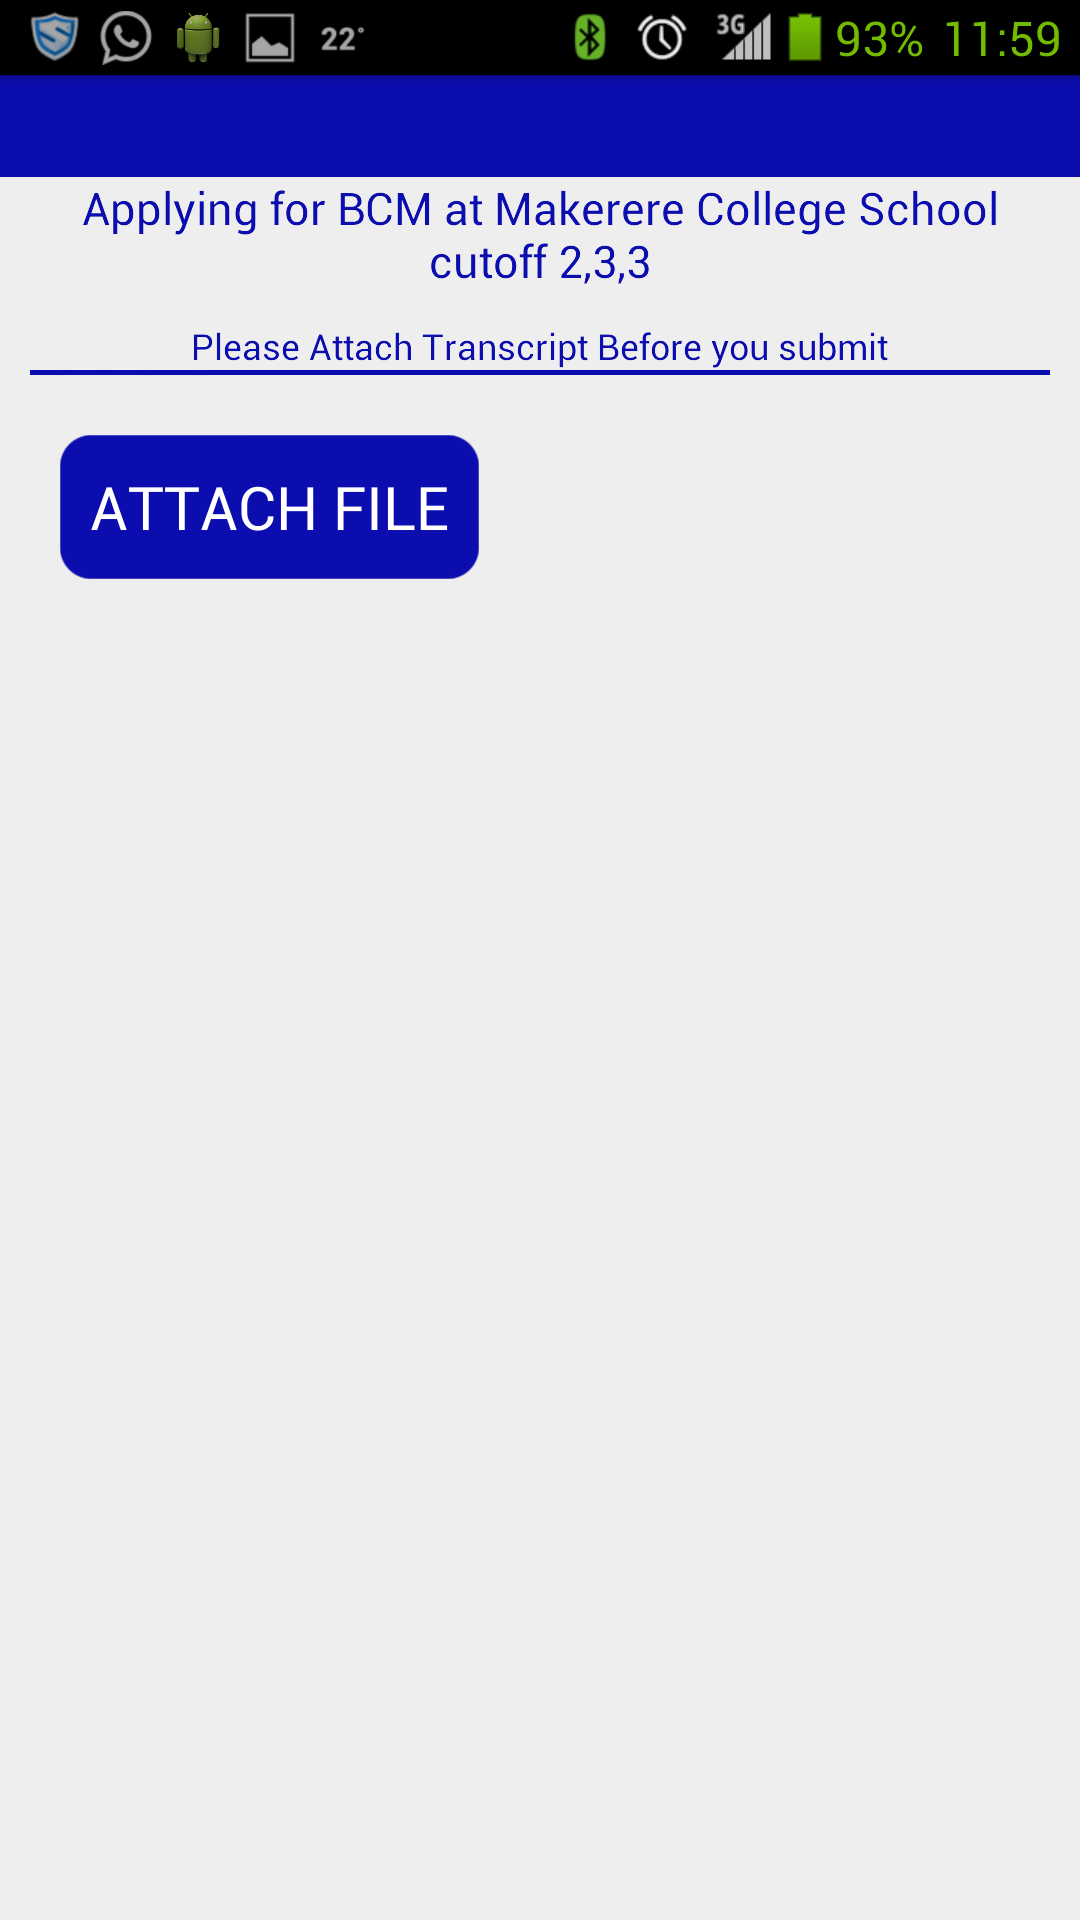 22°
3G
93% 11:59
Applying for BCM at Makerere College School
cutoff 2,3,3
Please Attach Transcript Before you submit
ATTACH FILE